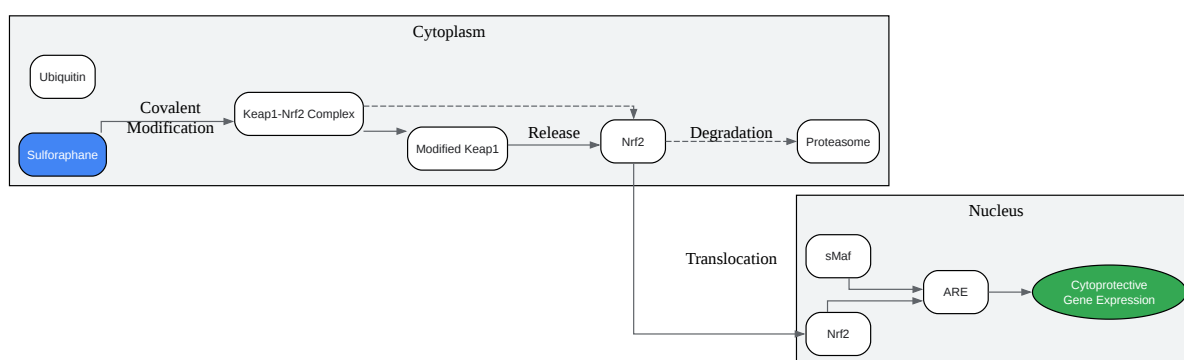 Cytoplasm
Ubiquitin
Sulforaphane
Covalent
Modification
Keap1-Nrf2 Complex
Modified Keap1
Release
Nrf2
Degradation
Proteasome
Translocation
Nucleus
sMaf
Nrf2
ARE
Cytoprotective
Gene Expression